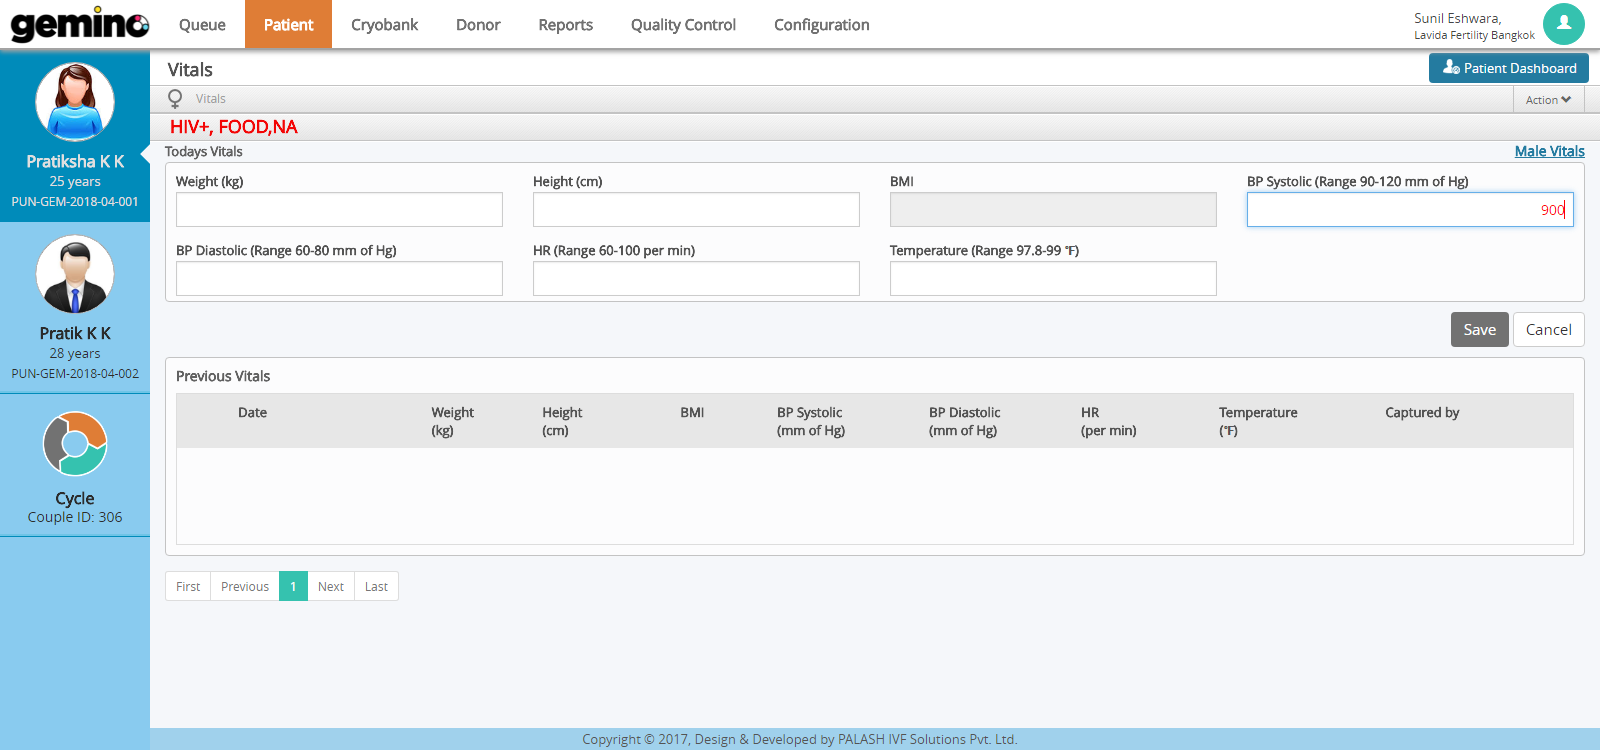 gemino
Queue Patient Cryobank Donor Reports Quality Control Configuration
Sunil Eshwara,
Lavida Fertility Bangkok
Pratiksha K K
25 years
PUN-GEM-2018-04-001
Pratik K K
28 years
PUN-GEM-2018-04-002
Cycle
Couple ID: 306
Vitals
Patient Dashboard
Vitals
Action
HIV+, FOOD,NA
Todays Vitals
Male Vitals
Weight (kg) Height (cm) BMI BP Systolic (Range 90-120 mm of Hg)
900
BP Diastolic (Range 60-80 mm of Hg) HR (Range 60-100 per min) Temperature (Range 97.8-99 °F)
Save Cancel
Previous Vitals
Date Weight Height BMI BP Systolic BP Diastolic HR Temperature Captured by
(kg) (cm) (mm of Hg) (mm of Hg) (per min) (°F)
First Previous 1 Next Last
Copyright © 2017, Design & Developed by PALASH IVF Solutions Pvt. Ltd.